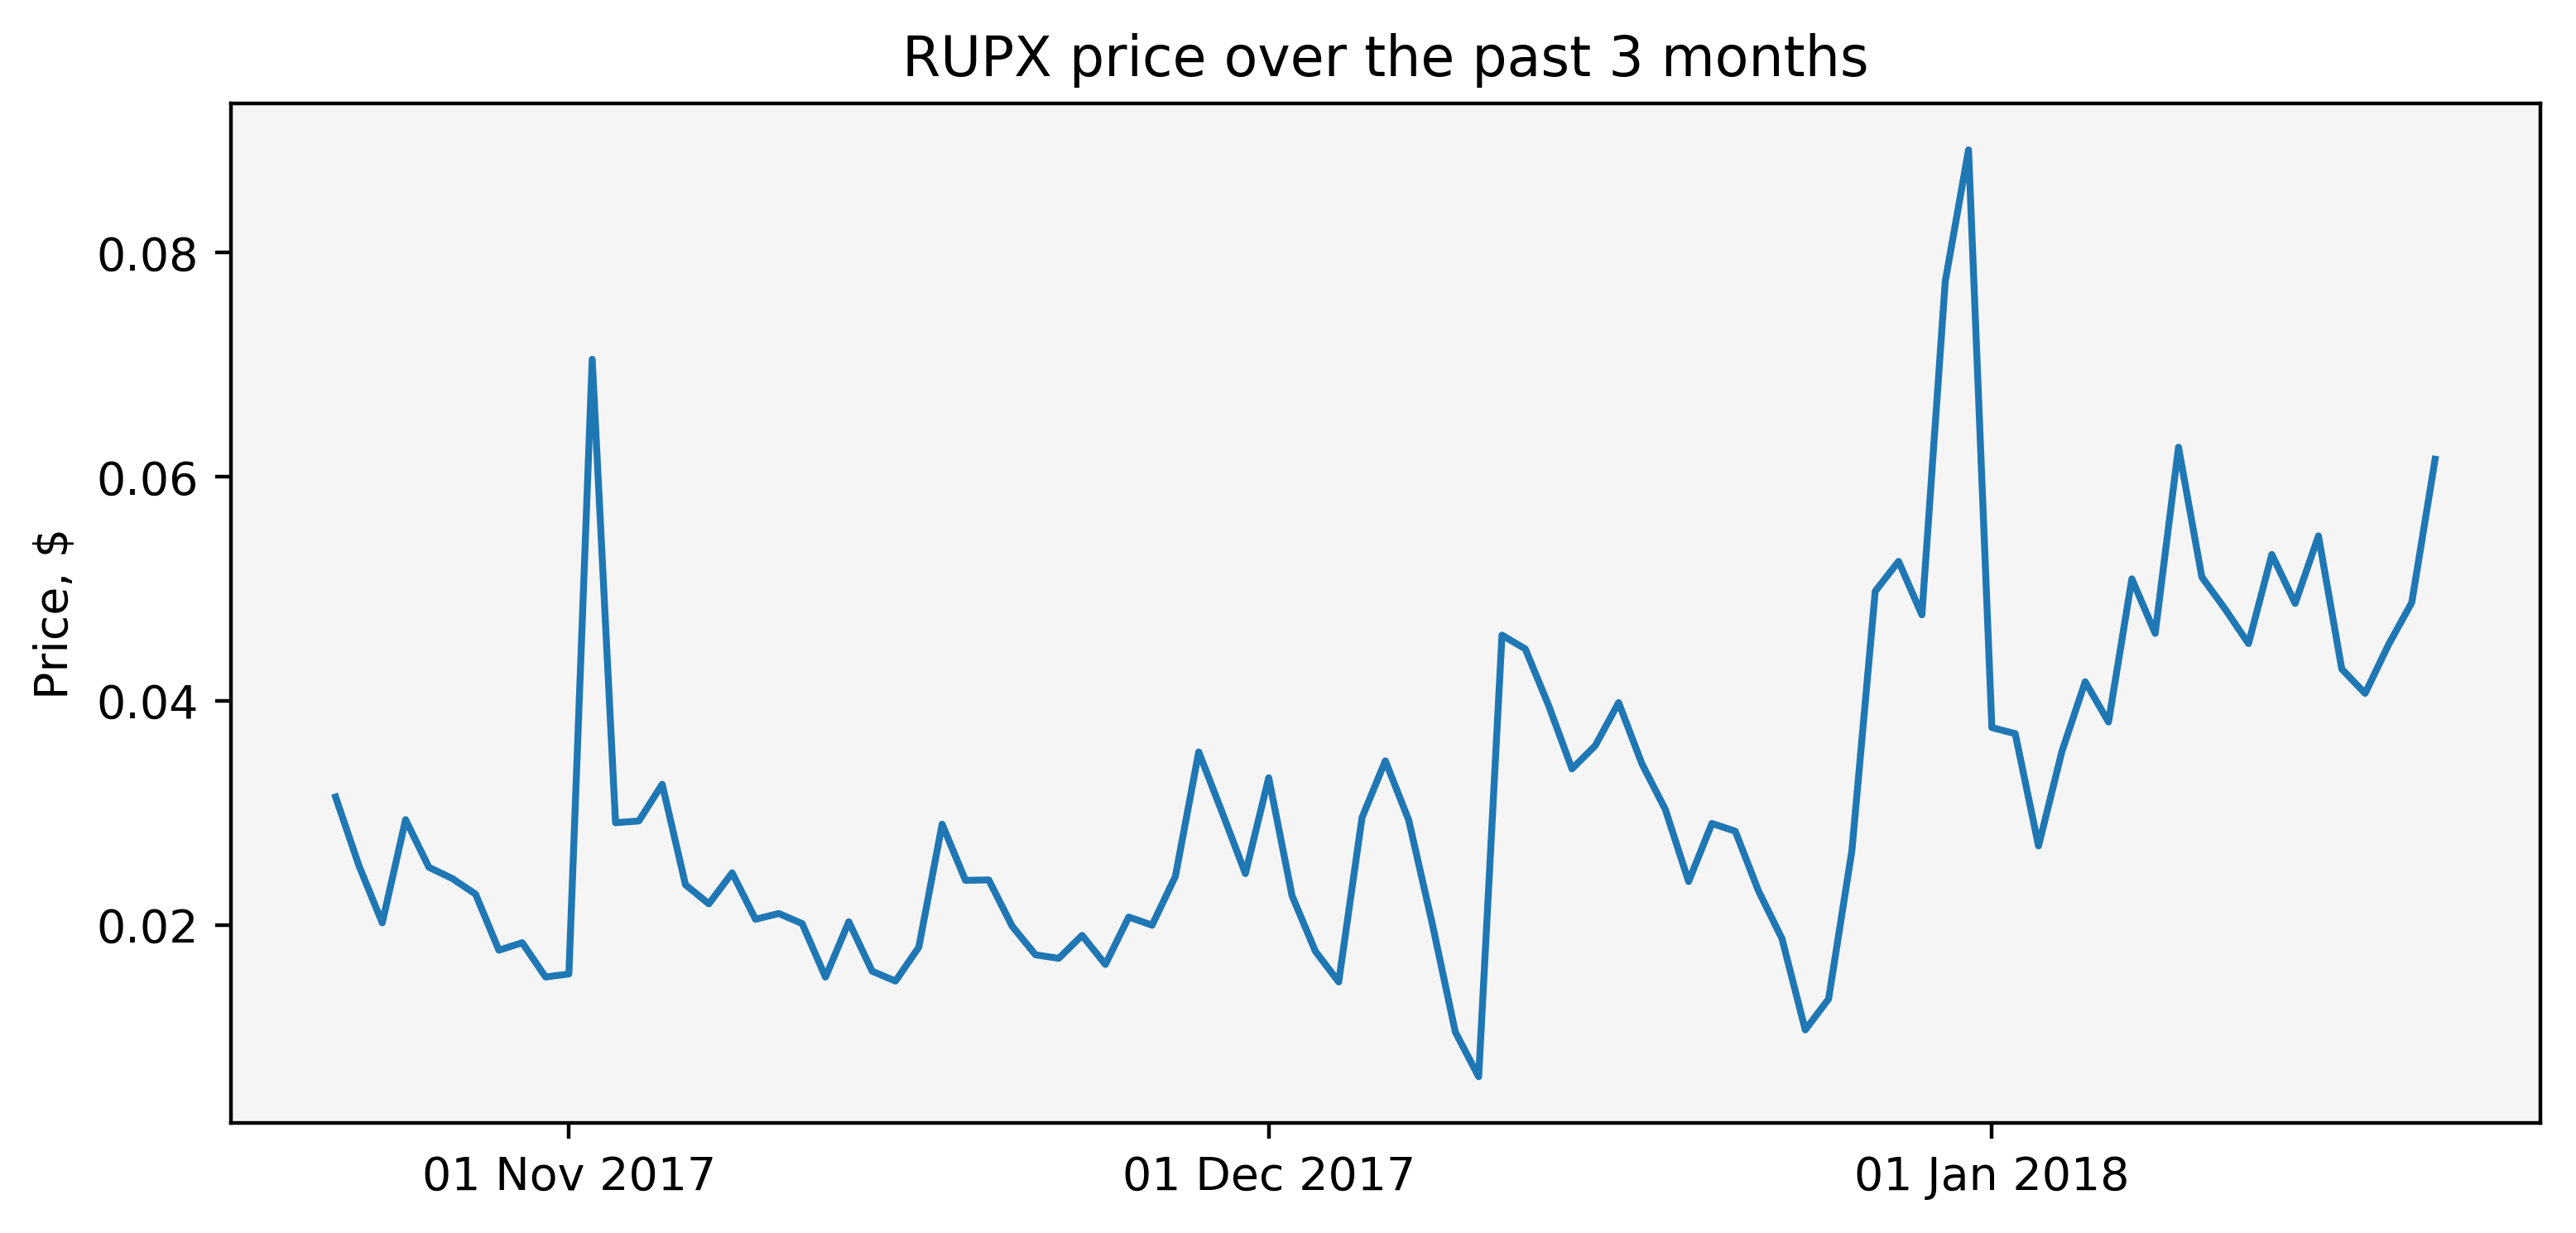 RUPX price over the past 3 months
Price, $
0.08
0.06
0.04
0.02
01 Nov 2017
01 Dec 2017
01 Jan 2018